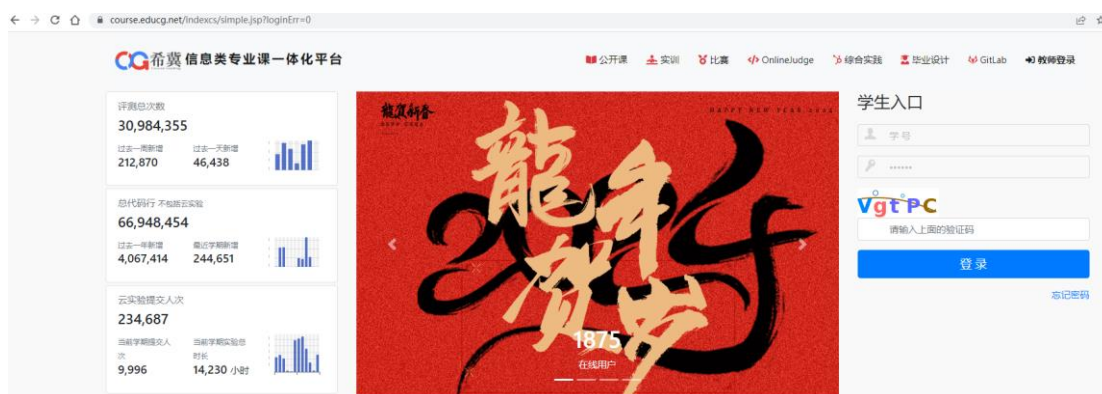 course.educg.net/indexcs/simple.jsp?loginErr=0
CG 希冀 信息类专业课一体化平台
公开课 实训 比赛 OnlineJudge 综合实践 毕业设计 GitLab 教师登录
评测总次数
30,984,355
过去一周新增 过去一天新增
212,870 46,438
总代码行 不包括云实验
66,948,454
过去一年新增 最近学期新增
4,067,414 244,651
云实验提交人次
234,687
当前学期提交人次 当前学期实验总时长
9,996 14,230 小时
龍賀新春
HAPPY NEW YEAR 2024
龍年
賀岁
2024
1875
在线用户
学生入口
学号
······
VgtPC
请输入上面的验证码
登录
忘记密码